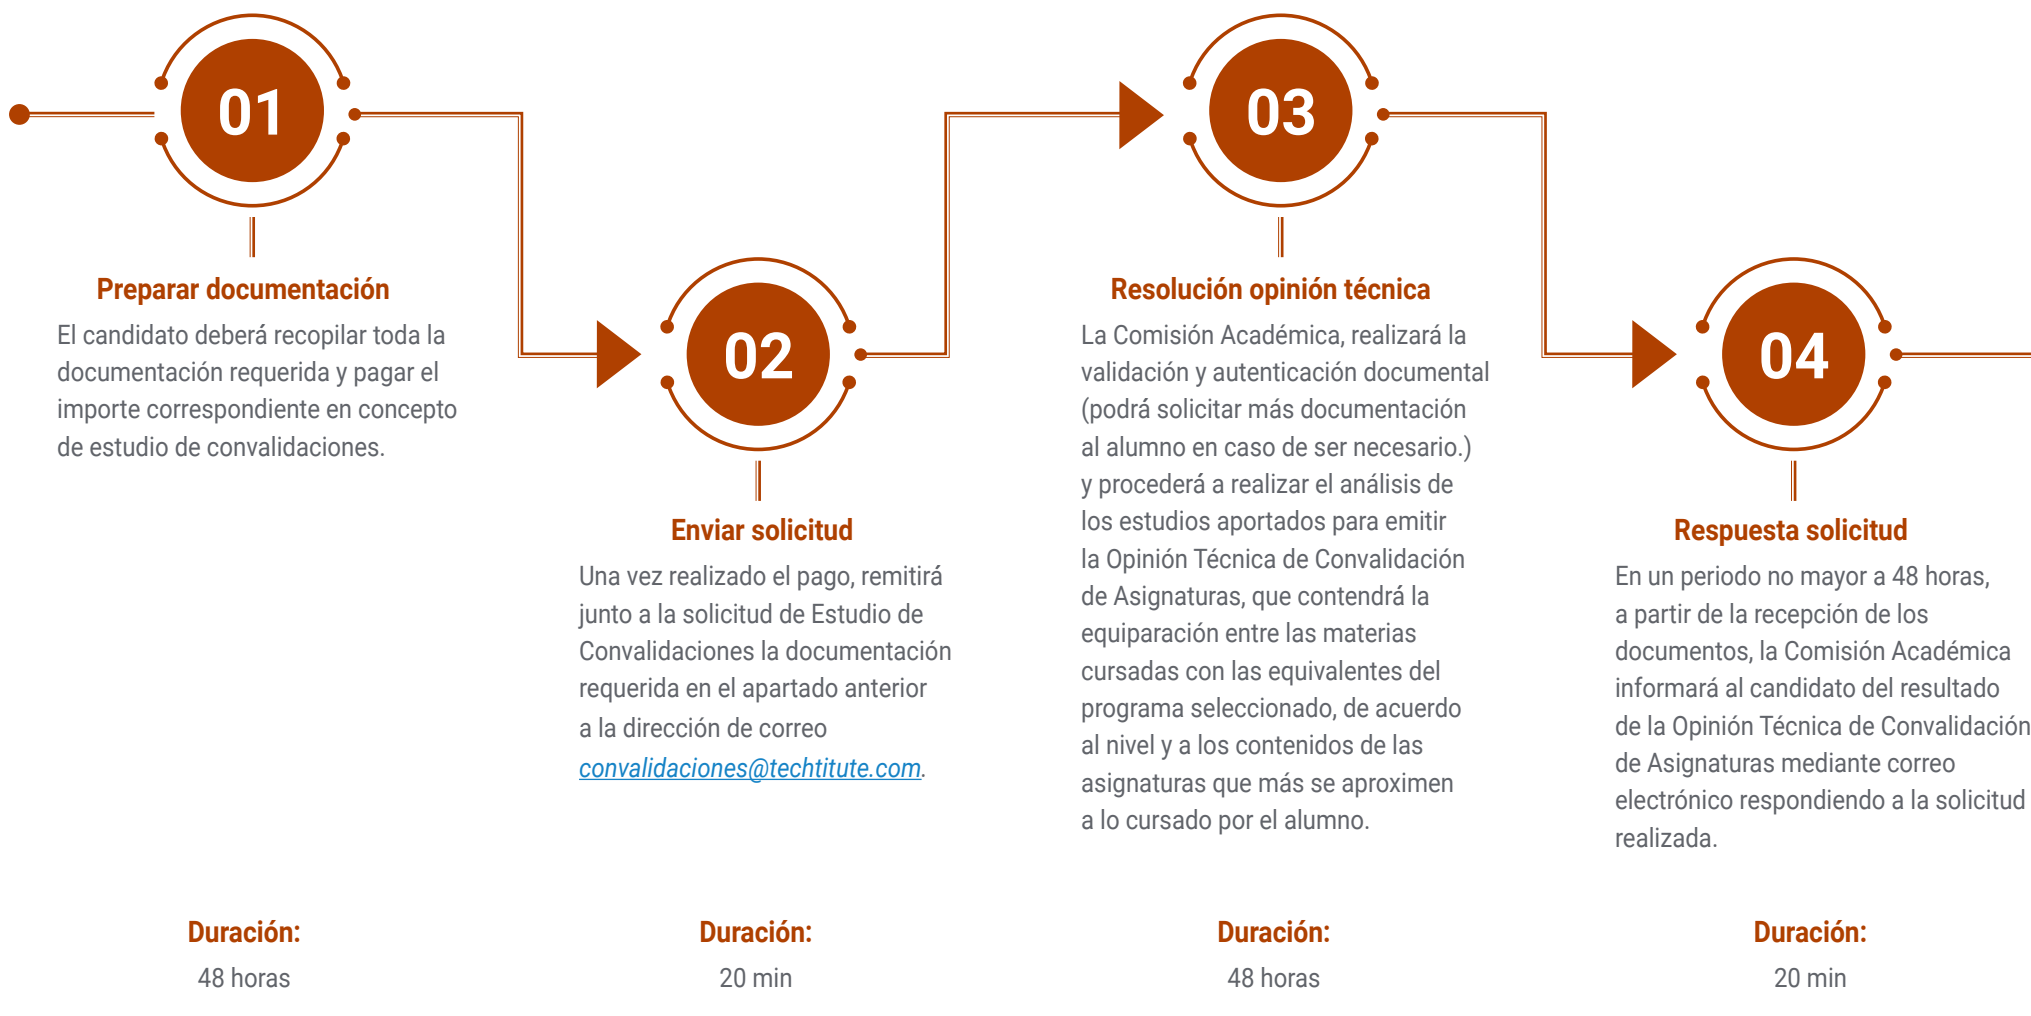 01
Preparar documentación
El candidato deberá recopilar toda la
documentación requerida y pagar el
importe correspondiente en concepto
de estudio de convalidaciones.
Duración:
48 horas
02
Enviar solicitud
Una vez realizado el pago, remitirá
junto a la solicitud de Estudio de
Convalidaciones la documentación
requerida en el apartado anterior
a la dirección de correo
convalidaciones@techtitute.com.
Duración:
20 min
03
Resolución opinión técnica
La Comisión Académica, realizará la
validación y autenticación documental
(podrá solicitar más documentación
al alumno en caso de ser necesario.)
y procederá a realizar el análisis de
los estudios aportados para emitir
la Opinión Técnica de Convalidación
de Asignaturas, que contendrá la
equiparación entre las materias
cursadas con las equivalentes del
programa seleccionado, de acuerdo
al nivel y a los contenidos de las
asignaturas que más se aproximen
a lo cursado por el alumno.
Duración:
48 horas
04
Respuesta solicitud
En un periodo no mayor a 48 horas,
a partir de la recepción de los
documentos, la Comisión Académica
informará al candidato del resultado
de la Opinión Técnica de Convalidación
de Asignaturas mediante correo
electrónico respondiendo a la solicitud
realizada.
Duración:
20 min